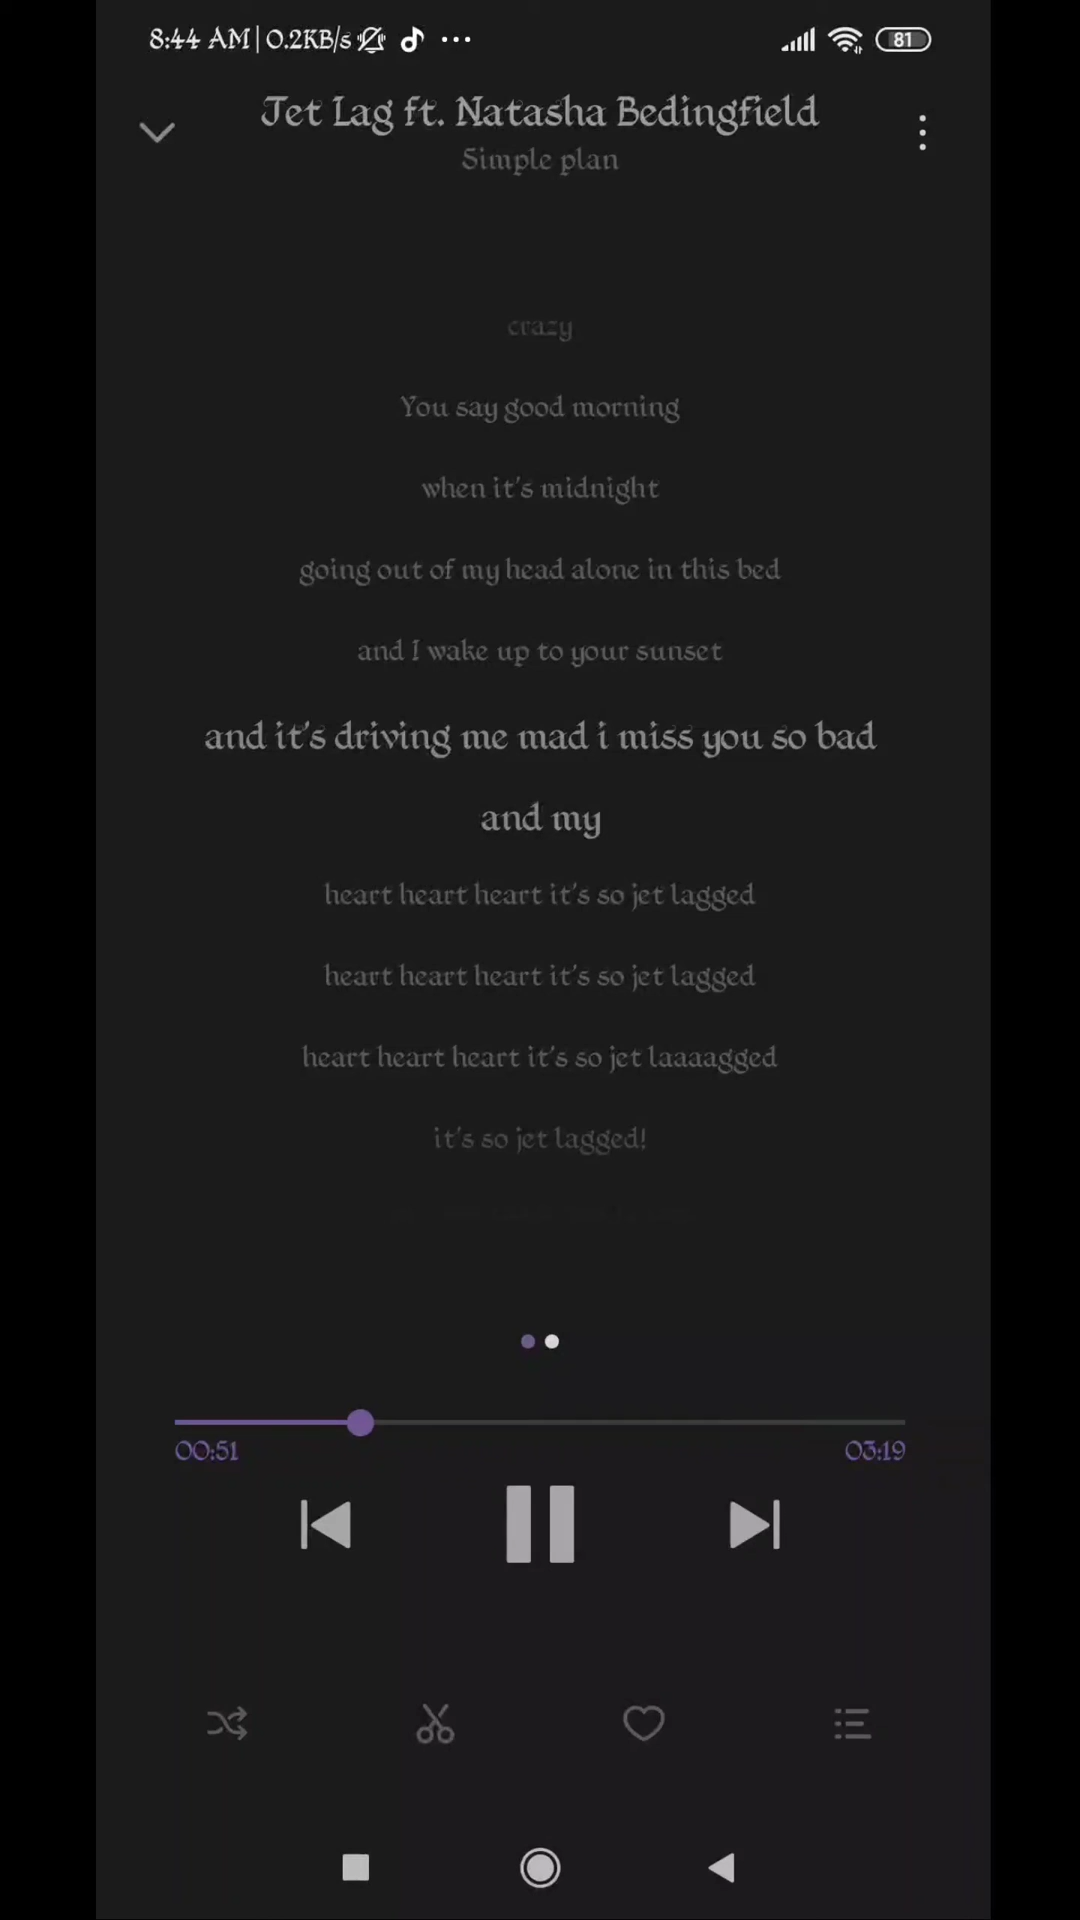 8:44 AM | 0.2KB/s ... 81
Jet Lag ft. Natasha Bedingfield
Simple plan
crazy
You say good morning
when it's midnight
going out of my head alone in this bed
and I wake up to your sunset
and it's driving me mad i miss you so bad
and my
heart heart heart it's so jet lagged
heart heart heart it's so jet lagged
heart heart heart it's so jet laaaagged
it's so jet lagged!
00:51
03:19